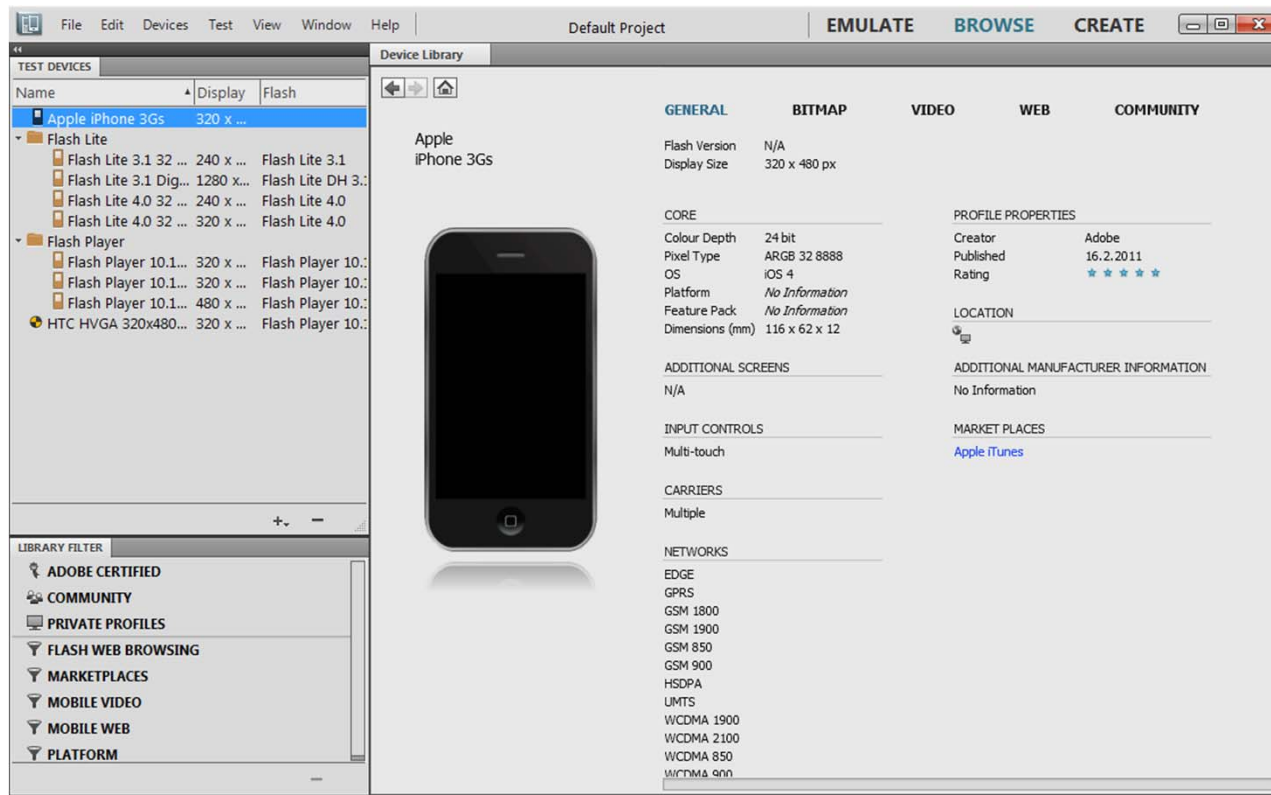 File Edit Devices Test View Window Help Default Project EMULATE BROWSE CREATE
TEST DEVICES
Name Display Flash
Apple iPhone 3Gs 320 x ...
Flash Lite
Flash Lite 3.1 32 ... 240 x ... Flash Lite 3.1
Flash Lite 3.1 Dig... 1280 x... Flash Lite DH 3.
Flash Lite 4.0 32 ... 240 x ... Flash Lite 4.0
Flash Lite 4.0 32 ... 320 x ... Flash Lite 4.0
Flash Player
Flash Player 10.1... 320 x ... Flash Player 10.
Flash Player 10.1... 320 x ... Flash Player 10.
Flash Player 10.1... 480 x ... Flash Player 10.
HTC HVGA 320x480... 320 x ... Flash Player 10.
LIBRARY FILTER
ADOBE CERTIFIED
COMMUNITY
PRIVATE PROFILES
FLASH WEB BROWSING
MARKETPLACES
MOBILE VIDEO
MOBILE WEB
PLATFORM
Device Library
Apple
iPhone 3Gs
GENERAL BITMAP VIDEO WEB COMMUNITY
Flash Version N/A
Display Size 320 x 480 px
CORE
Colour Depth 24 bit
Pixel Type ARGB 32 8888
OS iOS 4
Platform No Information
Feature Pack No Information
Dimensions (mm) 116 x 62 x 12
ADDITIONAL SCREENS
N/A
INPUT CONTROLS
Multi-touch
CARRIERS
Multiple
NETWORKS
EDGE
GPRS
GSM 1800
GSM 1900
GSM 850
GSM 900
HSDPA
UMTS
WCDMA 1900
WCDMA 2100
WCDMA 850
WCDMA 900
PROFILE PROPERTIES
Creator Adobe
Published 16.2.2011
Rating
LOCATION
ADDITIONAL MANUFACTURER INFORMATION
No Information
MARKET PLACES
Apple iTunes